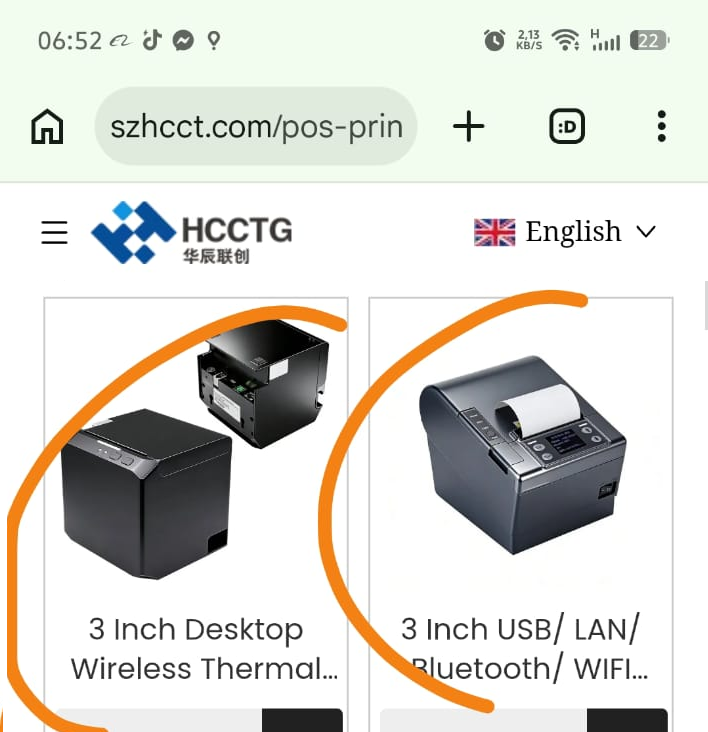 06:52
2,13
KB/S
H
22
szhcct.com/pos-prin
:D
HCCTG
华辰联创
English
3 Inch Desktop
Wireless Thermal...
3 Inch USB/ LAN/
Bluetooth/ WIFI...